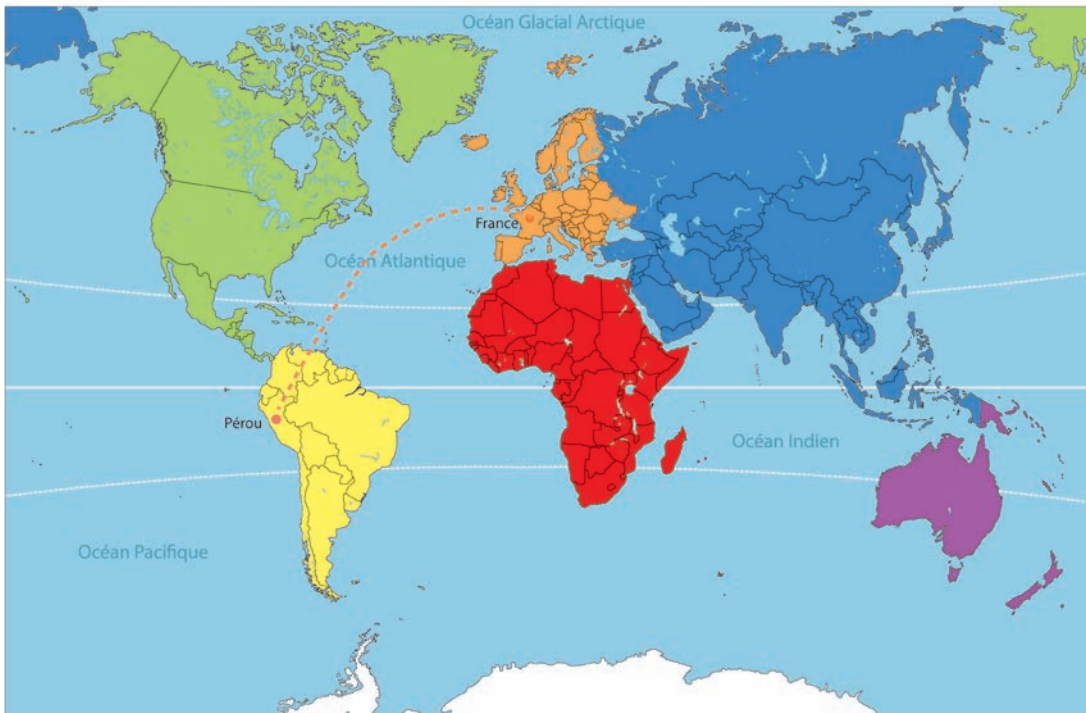 Océan Glacial Arctique
France
Océan Atlantique
Pérou
Océan Indien
Océan Pacifique